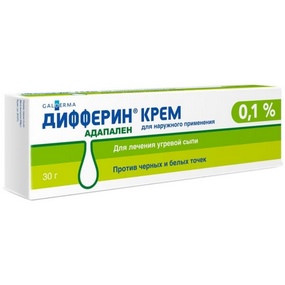 GALDERMA
ДИФФЕРИН® КРЕМ
АДАПАЛЕН
для наружного применения
0,1 %
Для лечения угревой сыпи
Против черных и белых точек
30 г